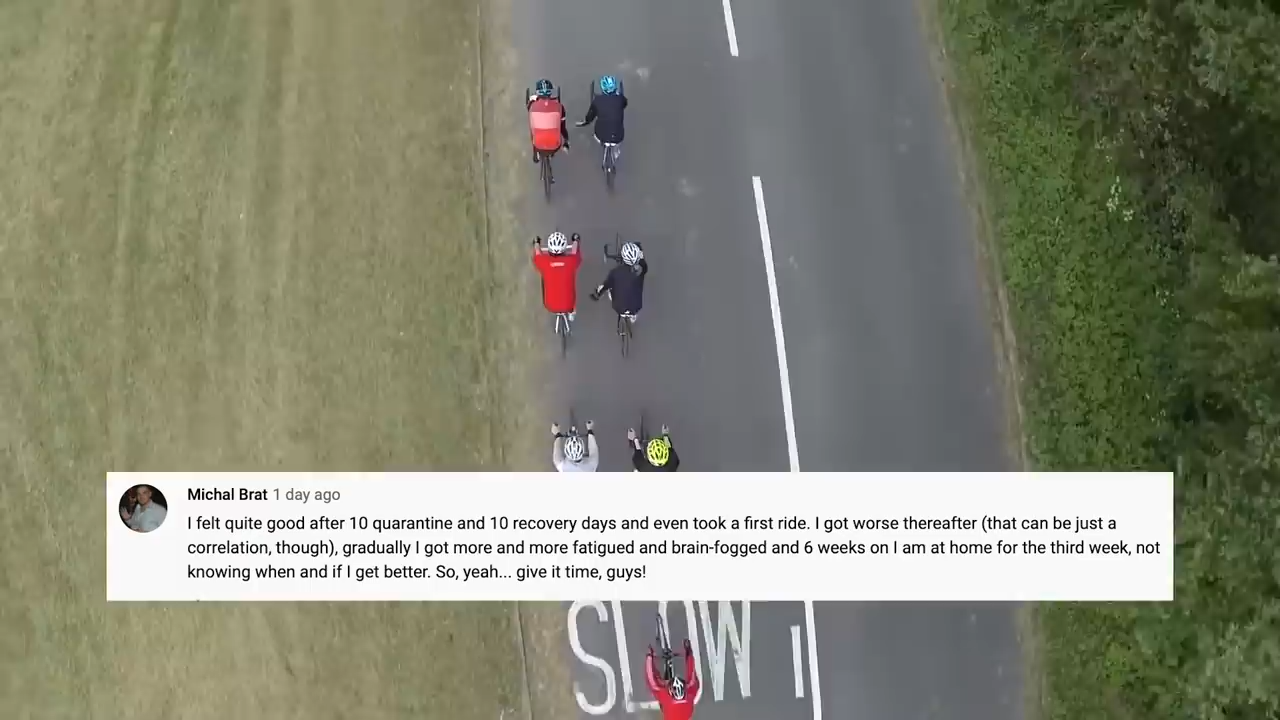 Michal Brat 1 day ago
I felt quite good after 10 quarantine and 10 recovery days and even took a first ride. I got worse thereafter (that can be just a
correlation, though), gradually I got more and more fatigued and brain-fogged and 6 weeks on I am at home for the third week, not
knowing when and if I get better. So, yeah... give it time, guys!
SLOW